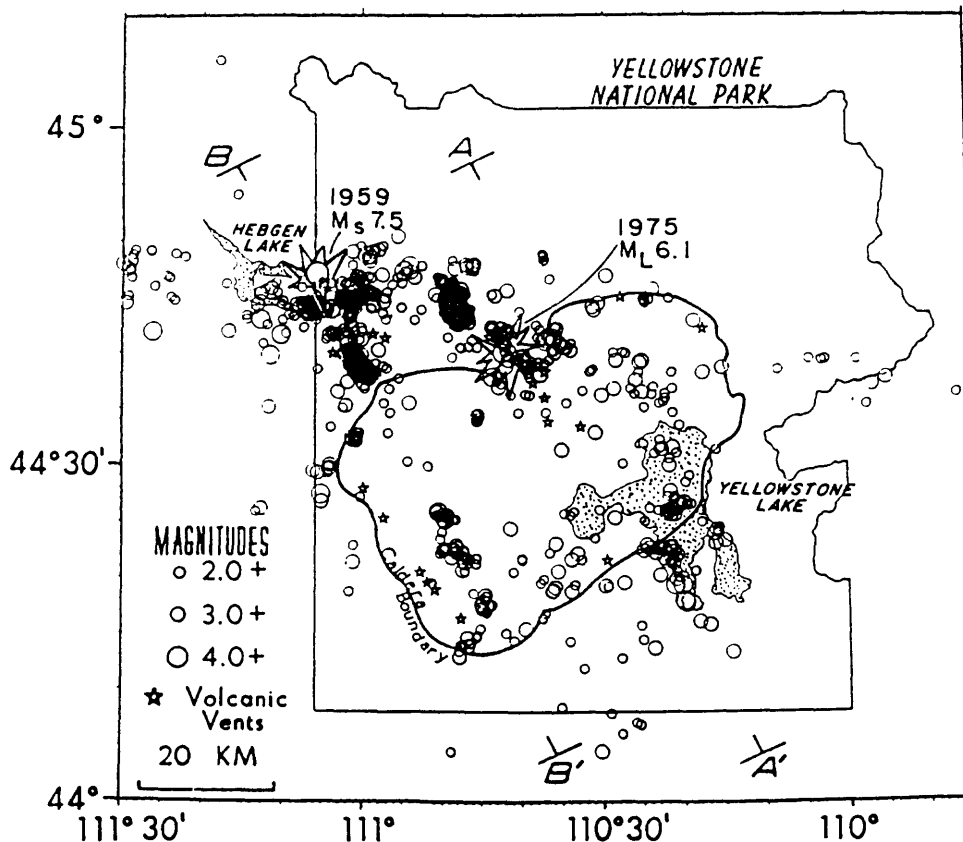 YELLOWSTONE
NATIONAL PARK
45°
B
A
1959
Ms 7.5
HEBGEN
LAKE
1975
ML 6.1
44°30'
YELLOWSTONE
LAKE
MAGNITUDES
2.0+
3.0+
4.0+
Volcanic
Vents
20 KM
Caldera
Boundary
B'
A'
44°
111°30'
111°
110°30'
110°